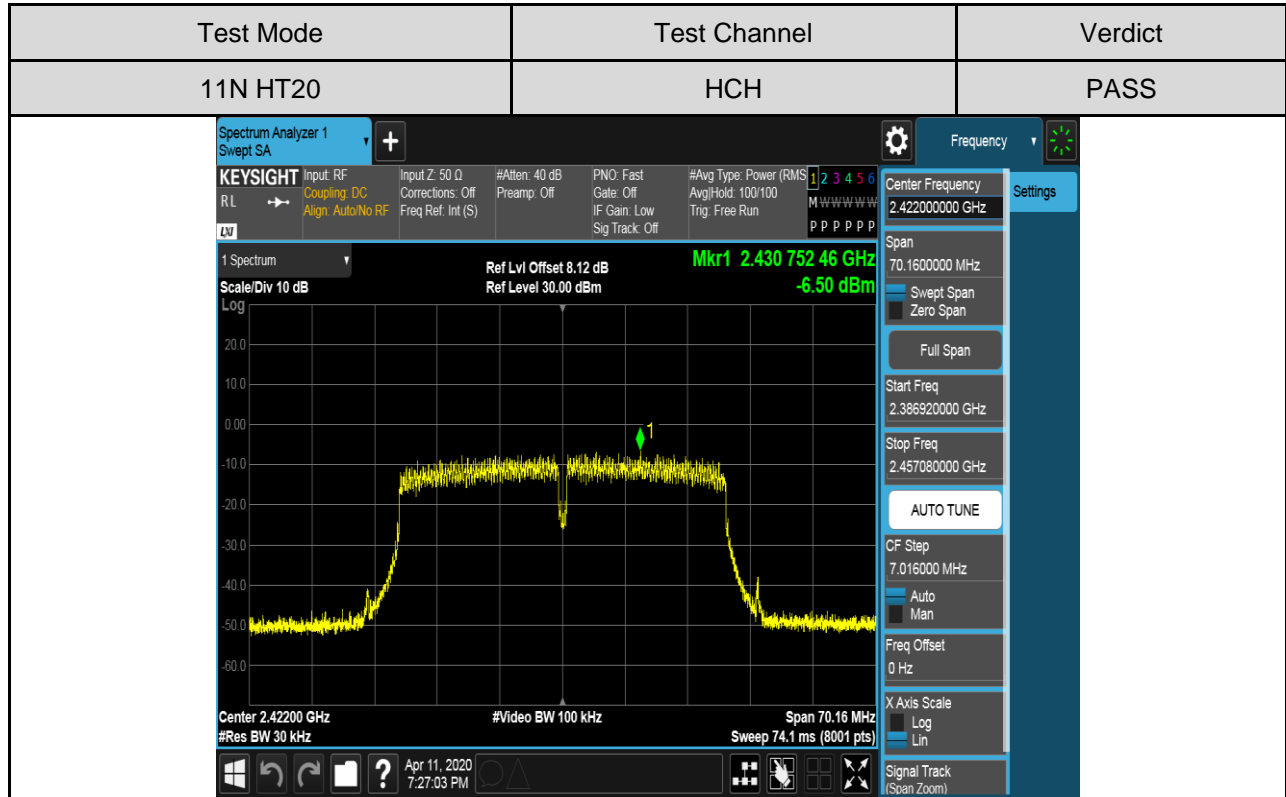 Test Mode Test Channel Verdict
11N HT20 HCH PASS
Spectrum Analyzer 1
Swept SA
Frequency
KEYSIGHT
RL
LXI
Input: RF
Coupling: DC
Align: Auto/No RF
Input Z: 50 Ω
Corrections: Off
Freq Ref: Int (S)
#Atten: 40 dB
Preamp: Off
PNO: Fast
Gate: Off
IF Gain: Low
Sig Track: Off
#Avg Type: Power (RMS
Avg|Hold: 100/100
Trig: Free Run
1 2 3 4 5 6
M W W W W W
P P P P P P
1 Spectrum
Scale/Div 10 dB
Ref Lvl Offset 8.12 dB
Ref Level 30.00 dBm
Mkr1 2.430 752 46 GHz
-6.50 dBm
Log
20.0
10.0
0.00
-10.0
-20.0
-30.0
-40.0
-50.0
-60.0
1
Center 2.42200 GHz
#Res BW 30 kHz
#Video BW 100 kHz
Span 70.16 MHz
Sweep 74.1 ms (8001 pts)
?
Apr 11, 2020
7:27:03 PM
Center Frequency
2.422000000 GHz
Settings
Span
70.1600000 MHz
Swept Span
Zero Span
Full Span
Start Freq
2.386920000 GHz
Stop Freq
2.457080000 GHz
AUTO TUNE
CF Step
7.016000 MHz
Auto
Man
Freq Offset
0 Hz
X Axis Scale
Log
Lin
Signal Track
(Span Zoom)